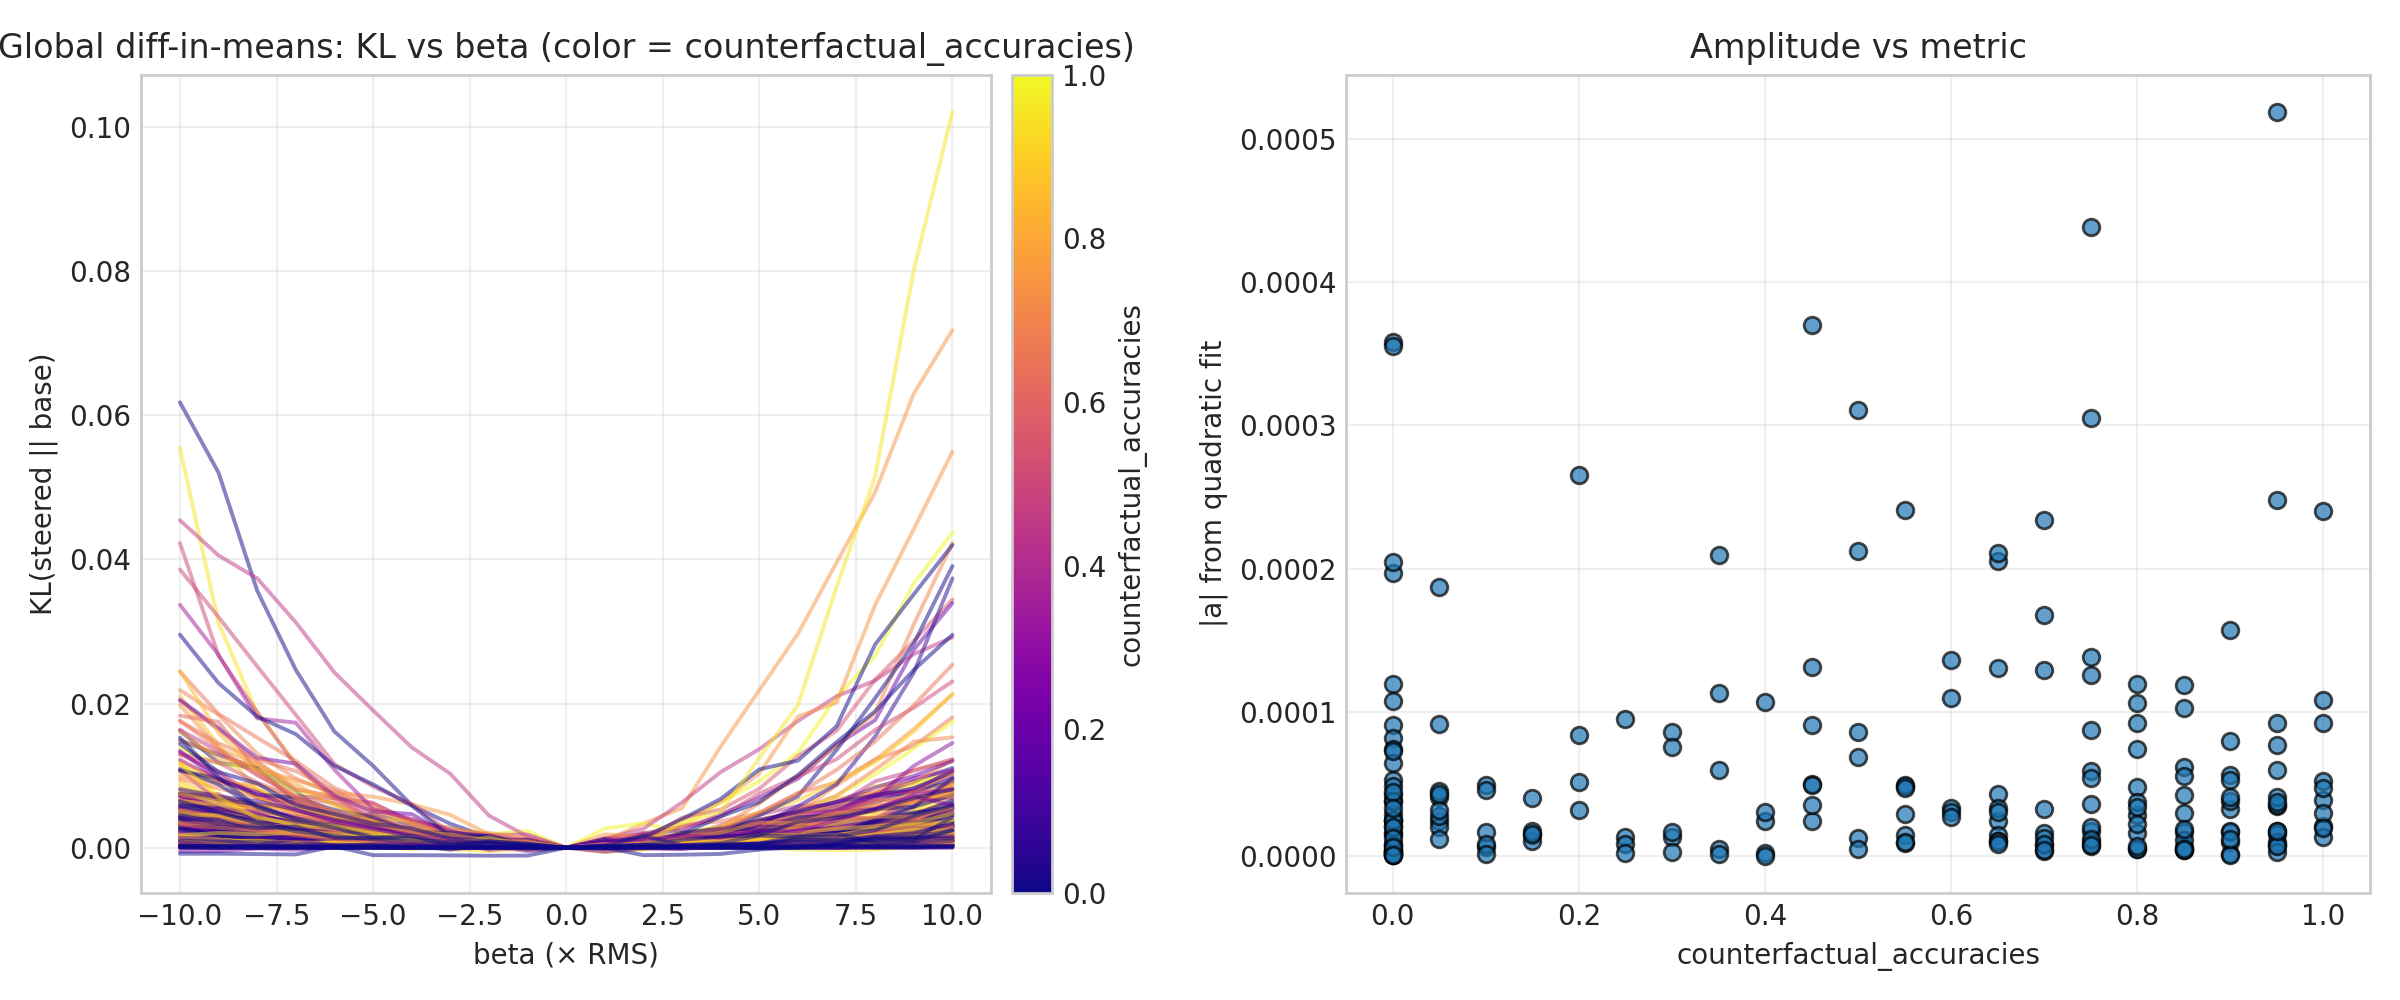 Global diff-in-means: KL vs beta (color = counterfactual_accuracies)
KL(steered || base)
0.10
0.08
0.06
0.04
0.02
0.00
−10.0 −7.5 −5.0 −2.5 0.0 2.5 5.0 7.5 10.0
beta (× RMS)
1.0
0.8
0.6
0.4
0.2
0.0
counterfactual_accuracies
Amplitude vs metric
|a| from quadratic fit
0.0005
0.0004
0.0003
0.0002
0.0001
0.0000
0.0 0.2 0.4 0.6 0.8 1.0
counterfactual_accuracies